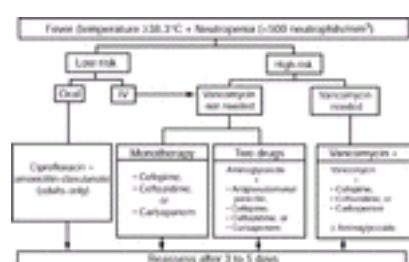 Fever (temperature ≥38.3°C + Neutropenia (<500 neutrophils/mm³)
Low risk
High risk
Oral
IV
Vancomycin
not needed
Vancomycin
needed
Ciprofloxacin +
amoxicillin-clavulanate
(adults only)
Monotherapy
– Cefepime,
– Ceftazidime,
or
– Carbapenem
Two drugs
Aminoglycoside
+
– Antipseudomonal
penicillin,
– Cefepime,
– Ceftazidime, or
– Carbapenem
Vancomycin +
Vancomycin
+
– Cefepime,
– Ceftazidime, or
– Carbapenem
± Aminoglycoside
Reassess after 3 to 5 days